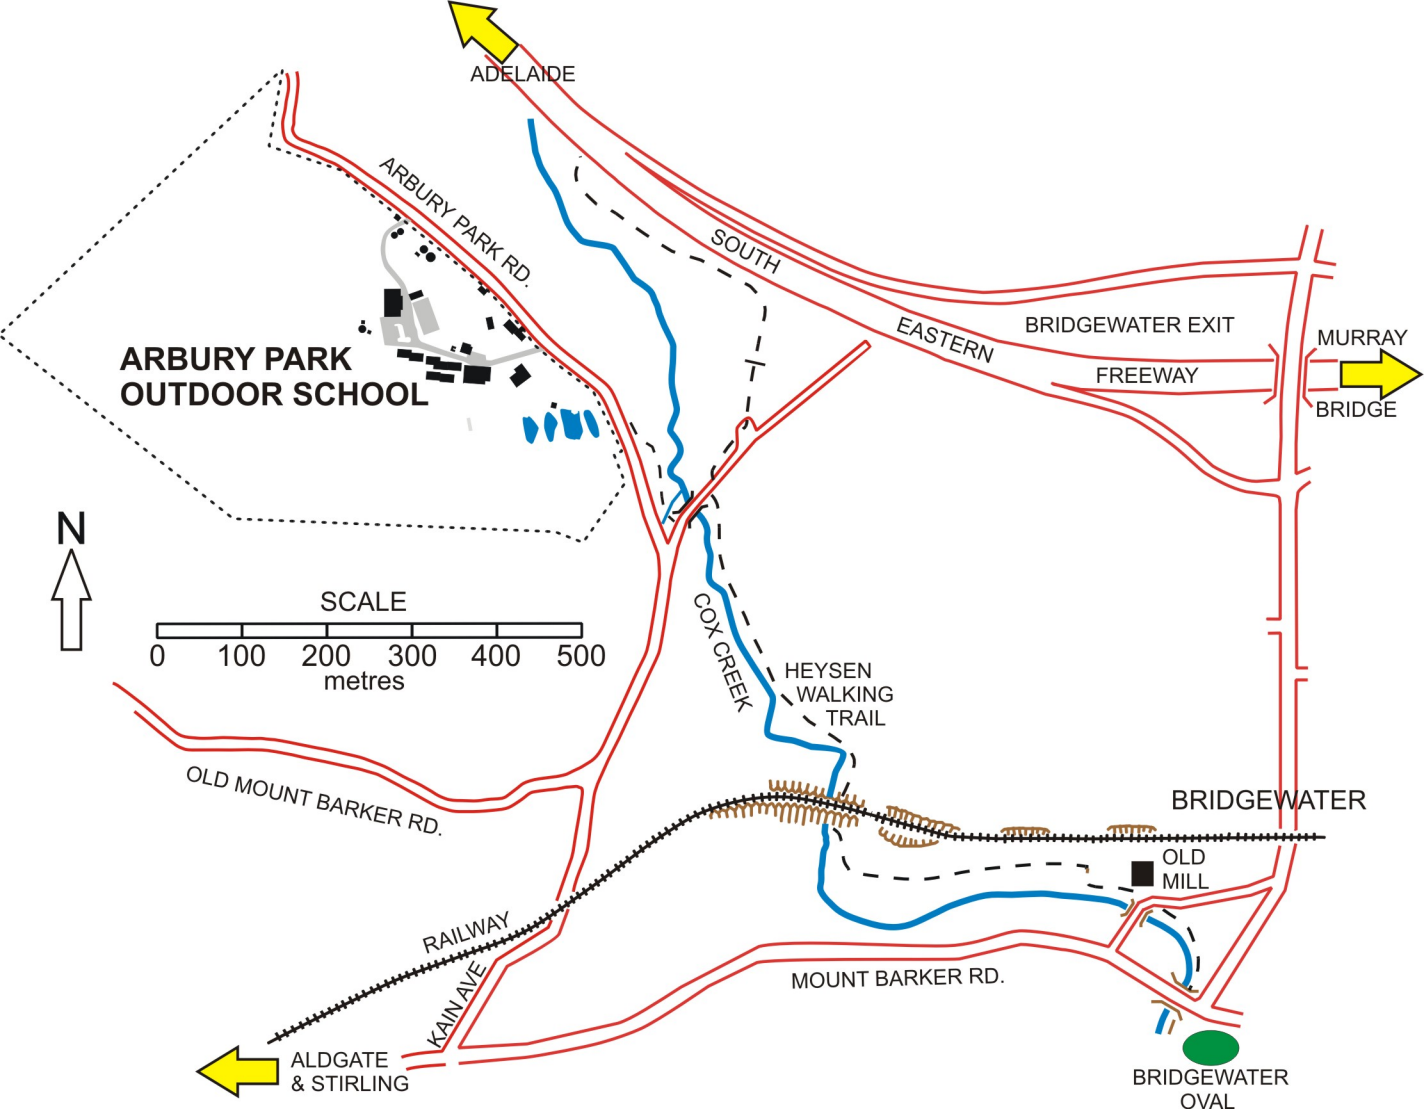 ADELAIDE
ARBURY PARK RD.
SOUTH
EASTERN
FREEWAY
BRIDGEWATER EXIT
MURRAY
BRIDGE
ARBURY PARK
OUTDOOR SCHOOL
N
SCALE
0 100 200 300 400 500
metres
COX CREEK
HEYSEN
WALKING
TRAIL
OLD MOUNT BARKER RD.
BRIDGEWATER
OLD
MILL
RAILWAY
KAIN AVE
MOUNT BARKER RD.
ALDGATE
& STIRLING
BRIDGEWATER
OVAL